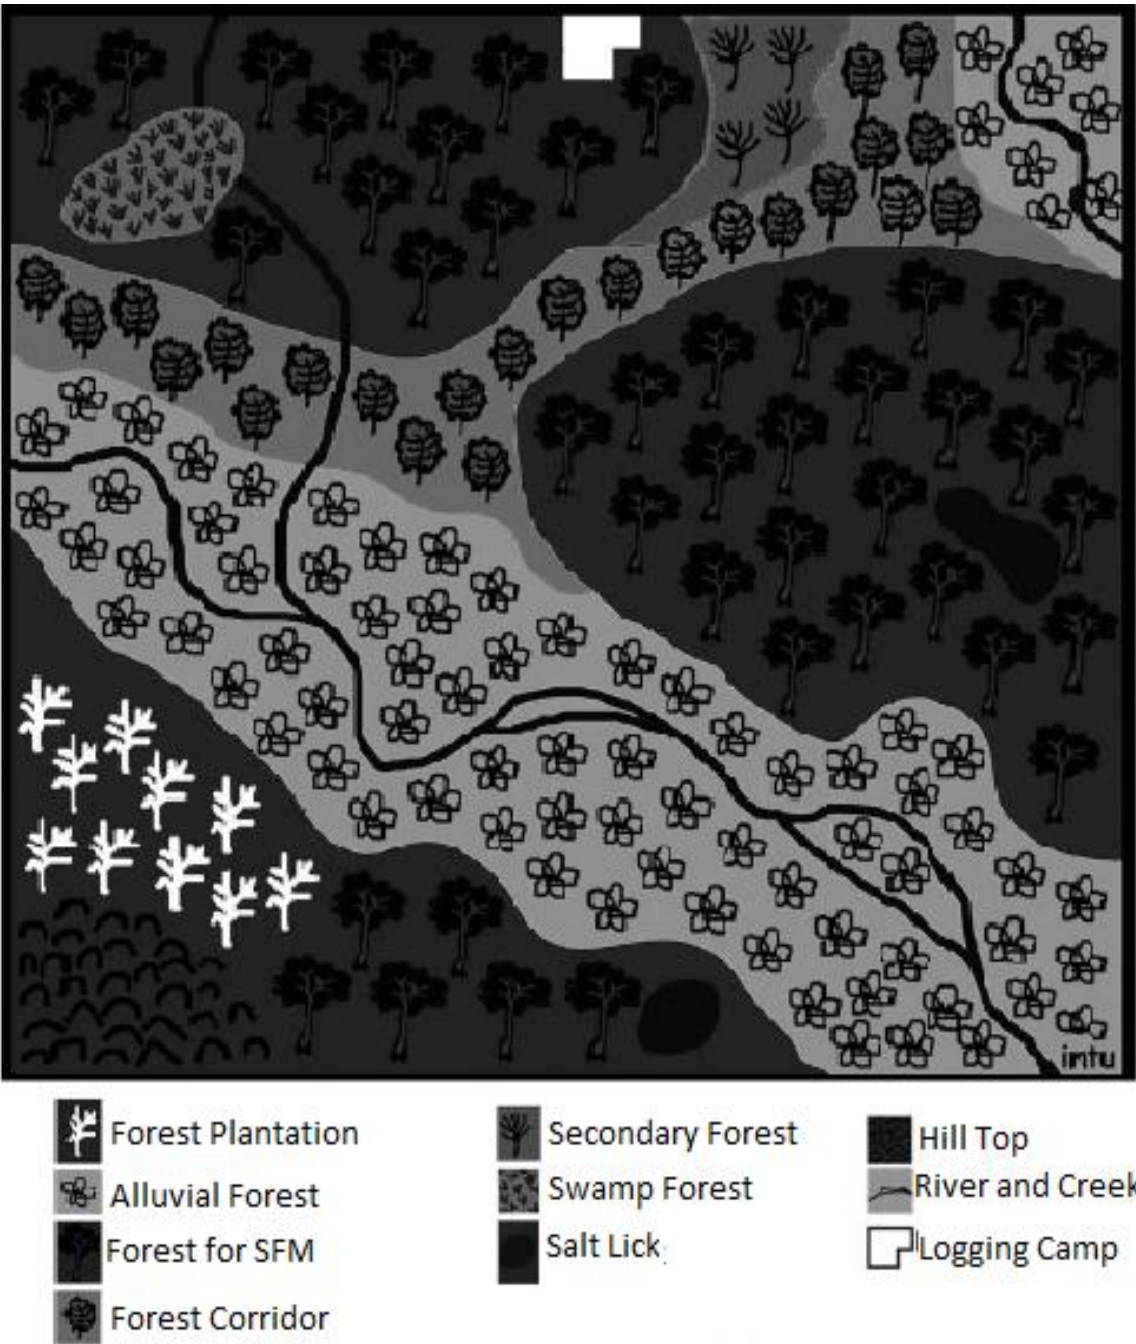 intu
Forest Plantation
Alluvial Forest
Forest for SFM
Forest Corridor
Secondary Forest
Swamp Forest
Salt Lick
Hill Top
River and Creek
Logging Camp